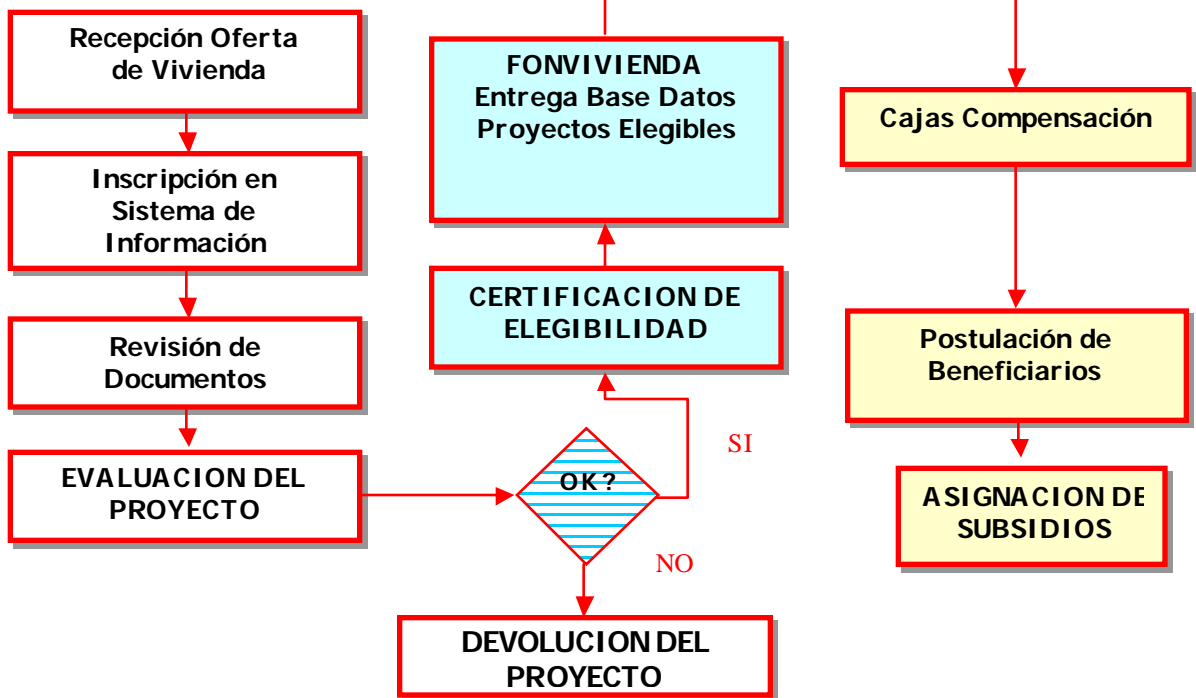 Recepción Oferta
de Vivienda
Inscripción en
Sistema de
Información
Revisión de
Documentos
EVALUACION DEL
PROYECTO
FONVIVIENDA
Entrega Base Datos
Proyectos Elegibles
CERTIFICACION DE
ELEGIBILIDAD
OK?
SI
NO
DEVOLUCION DEL
PROYECTO
Cajas Compensación
Postulación de
Beneficiarios
ASIGNACION DE
SUBSIDIOS